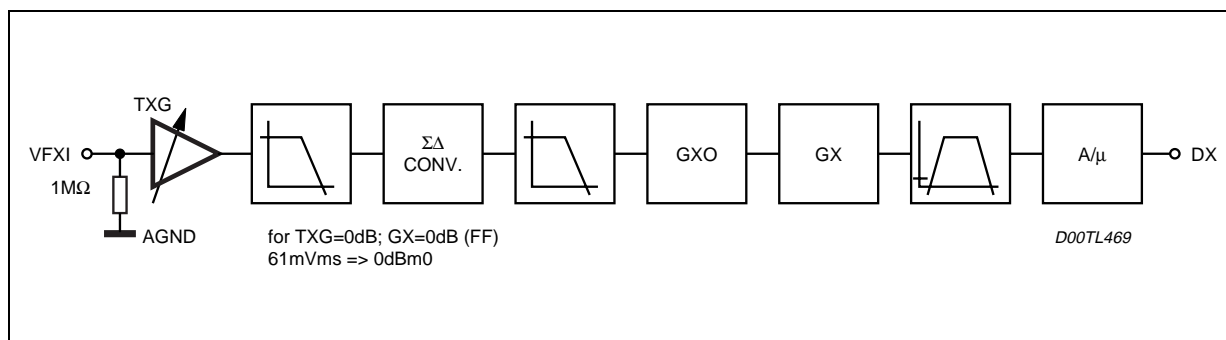 TXG
VFXI
1MΩ
AGND
ΣΔ
CONV.
GXO
GX
A/μ
DX
for TXG=0dB; GX=0dB (FF)
61mVms => 0dBm0
D00TL469